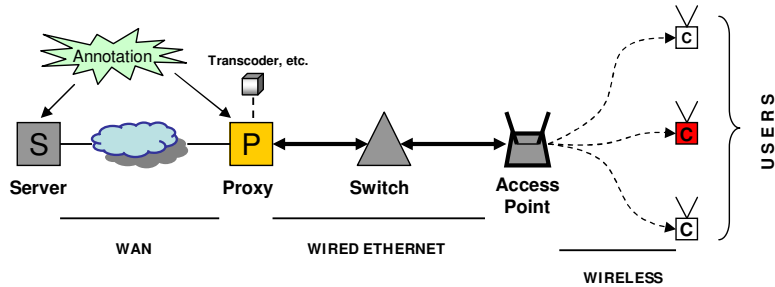 Annotation
Transcoder, etc.
S
P
C
C
C
Server
Proxy
Switch
Access
Point
USERS
WAN
WIRED ETHERNET
WIRELESS